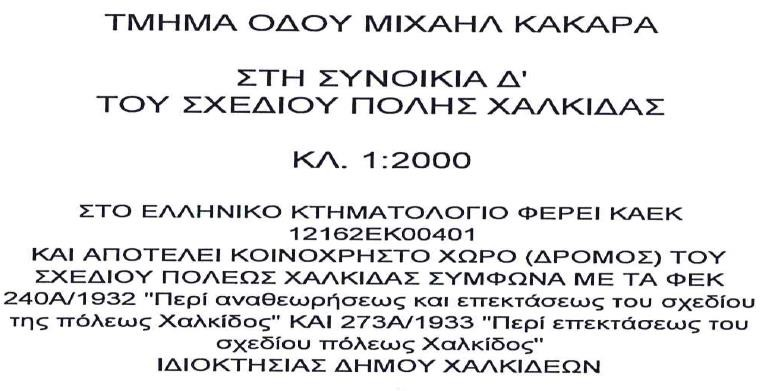 ΤΜΗΜΑ ΟΔΟΥ ΜΙΧΑΗΛ ΚΑΚΑΡΑ
ΣΤΗ ΣΥΝΟΙΚΙΑ Δ'
ΤΟΥ ΣΧΕΔΙΟΥ ΠΟΛΗΣ ΧΑΛΚΙΔΑΣ
ΚΛ. 1:2000
ΣΤΟ ΕΛΛΗΝΙΚΟ ΚΤΗΜΑΤΟΛΟΓΙΟ ΦΕΡΕΙ ΚΑΕΚ
12162ΕΚ00401
ΚΑΙ ΑΠΟΤΕΛΕΙ ΚΟΙΝΟΧΡΗΣΤΟ ΧΩΡΟ (ΔΡΟΜΟΣ) ΤΟΥ
ΣΧΕΔΙΟΥ ΠΟΛΕΩΣ ΧΑΛΚΙΔΑΣ ΣΥΜΦΩΝΑ ΜΕ ΤΑ ΦΕΚ
240Α/1932 "Περί αναθεωρήσεως και επεκτάσεως του σχεδίου
της πόλεως Χαλκίδος" ΚΑΙ 273Α/1933 "Περί επεκτάσεως του
σχεδίου πόλεως Χαλκίδος"
ΙΔΙΟΚΤΗΣΙΑΣ ΔΗΜΟΥ ΧΑΛΚΙΔΕΩΝ